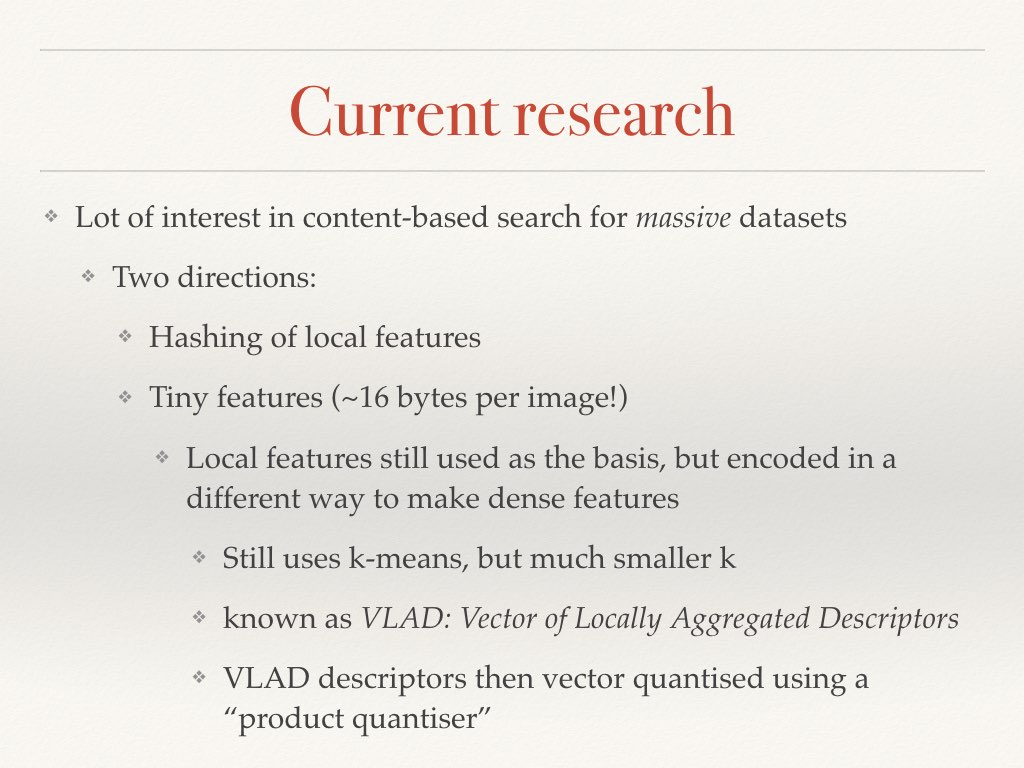 Current research
❖ Lot of interest in content-based search for massive datasets
❖ Two directions:
❖ Hashing of local features
❖ Tiny features (~16 bytes per image!)
❖ Local features still used as the basis, but encoded in a
different way to make dense features
❖ Still uses k-means, but much smaller k
❖ known as VLAD: Vector of Locally Aggregated Descriptors
❖ VLAD descriptors then vector quantised using a
“product quantiser”